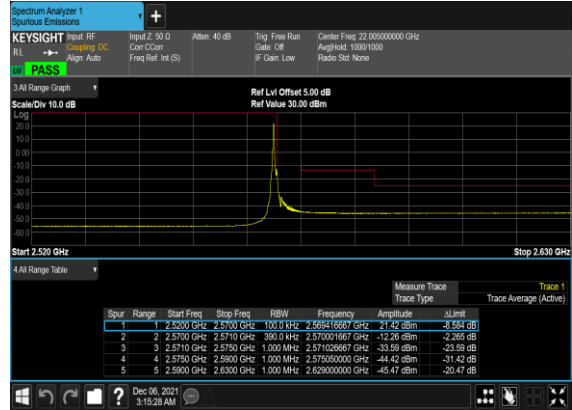 Spectrum Analyzer 1
Spurious Emissions
KEYSIGHT Input: RF Input Z: 50 Ω Atten: 40 dB Trig: Free Run Center Freq: 22.005000000 GHz
RL Coupling: DC Corr CCorr Gate: Off Avg|Hold: 1000/1000
Align: Auto Freq Ref: Int (S) IF Gain: Low Radio Std: None
LW PASS
3 All Range Graph
Ref Lvl Offset 5.00 dB
Scale/Div 10.0 dB Ref Value 30.00 dBm
Log
20.0
10.0
0.00
-10.0
-20.0
-30.0
-40.0
-50.0
-60.0
Start 2.520 GHz Stop 2.630 GHz
4 All Range Table
Measure Trace Trace 1
Trace Type Trace Average (Active)
Spur Range Start Freq Stop Freq RBW Frequency Amplitude ΔLimit
1 1 2.5200 GHz 2.5700 GHz 100.0 kHz 2.569416667 GHz 21.42 dBm -8.584 dB
2 2 2.5700 GHz 2.5710 GHz 390.0 kHz 2.570001667 GHz -12.26 dBm -2.265 dB
3 3 2.5710 GHz 2.5750 GHz 1.000 MHz 2.571026667 GHz -33.59 dBm -23.59 dB
4 4 2.5750 GHz 2.5900 GHz 1.000 MHz 2.575050000 GHz -44.42 dBm -31.42 dB
5 5 2.5900 GHz 2.6300 GHz 1.000 MHz 2.629000000 GHz -45.47 dBm -20.47 dB
? Dec 06, 2021
3:15:28 AM